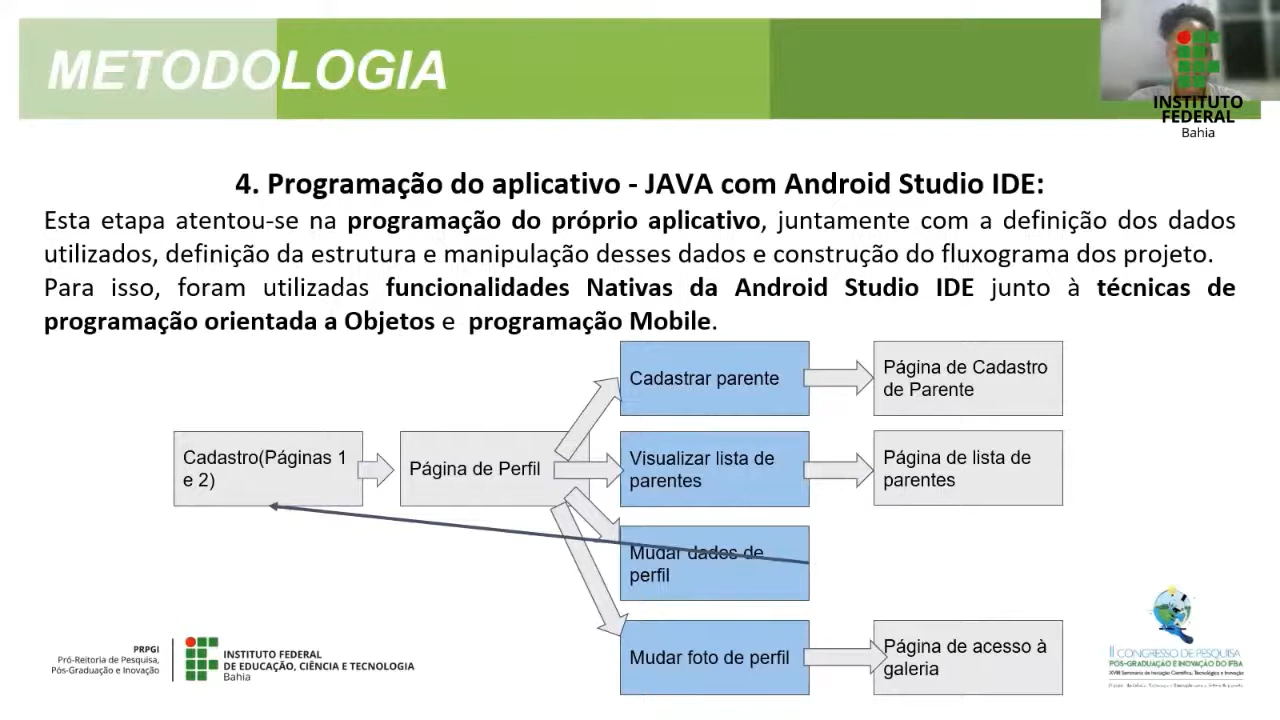 METODOLOGIA
INSTITUTO
FEDERAL
Bahia
4. Programação do aplicativo - JAVA com Android Studio IDE:
Esta etapa atentou-se na programação do próprio aplicativo, juntamente com a definição dos dados
utilizados, definição da estrutura e manipulação desses dados e construção do fluxograma dos projeto.
Para isso, foram utilizadas funcionalidades Nativas da Android Studio IDE junto à técnicas de
programação orientada a Objetos e programação Mobile.
Cadastrar parente
Página de Cadastro
de Parente
Cadastro(Páginas 1
e 2)
Página de Perfil
Visualizar lista de
parentes
Página de lista de
parentes
Mudar dados de
perfil
Mudar foto de perfil
Página de acesso à
galeria
PRPGI
Pró-Reitoria de Pesquisa,
Pós-Graduação e Inovação
INSTITUTO FEDERAL
DE EDUCAÇÃO, CIÊNCIA E TECNOLOGIA
Bahia
II CONGRESSO DE PESQUISA
PÓS-GRADUAÇÃO E INOVAÇÃO DO IFBA